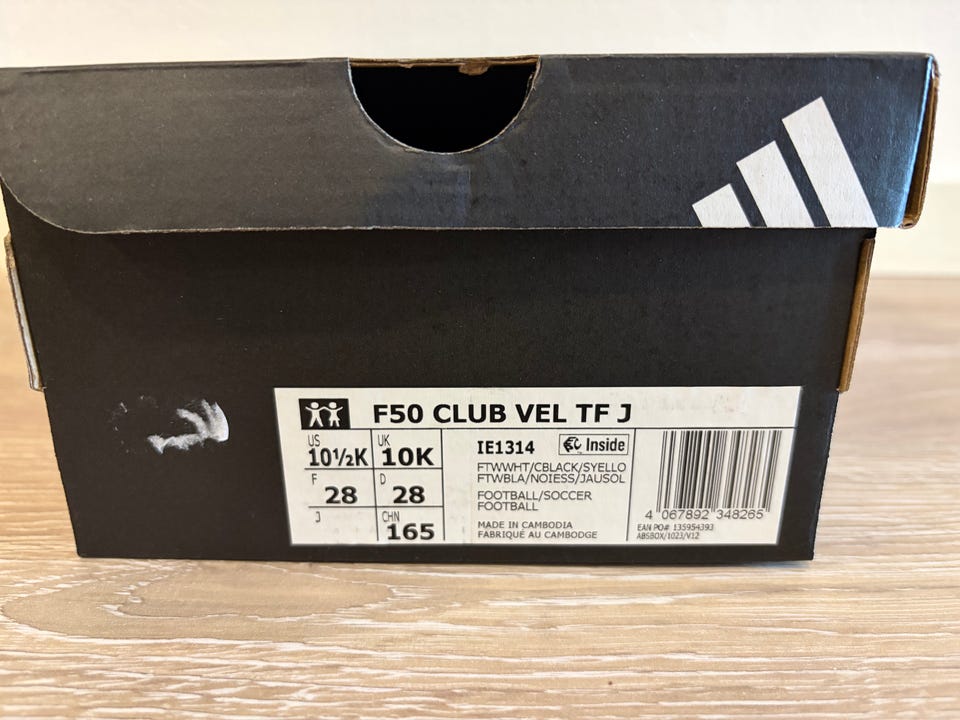 F50 CLUB VEL TF J
US
10½K
UK
10K
F
28
D
28
J
CHN
165
IE1314
Inside
FTWWHT/CBLACK/SYELLO
FTWBLA/NOIESS/JAUSOL
FOOTBALL/SOCCER
FOOTBALL
MADE IN CAMBODIA
FABRIQUÉ AU CAMBODGE
4 067892 348265
EAN PO# 135954393
ABSBOX/1023/V12